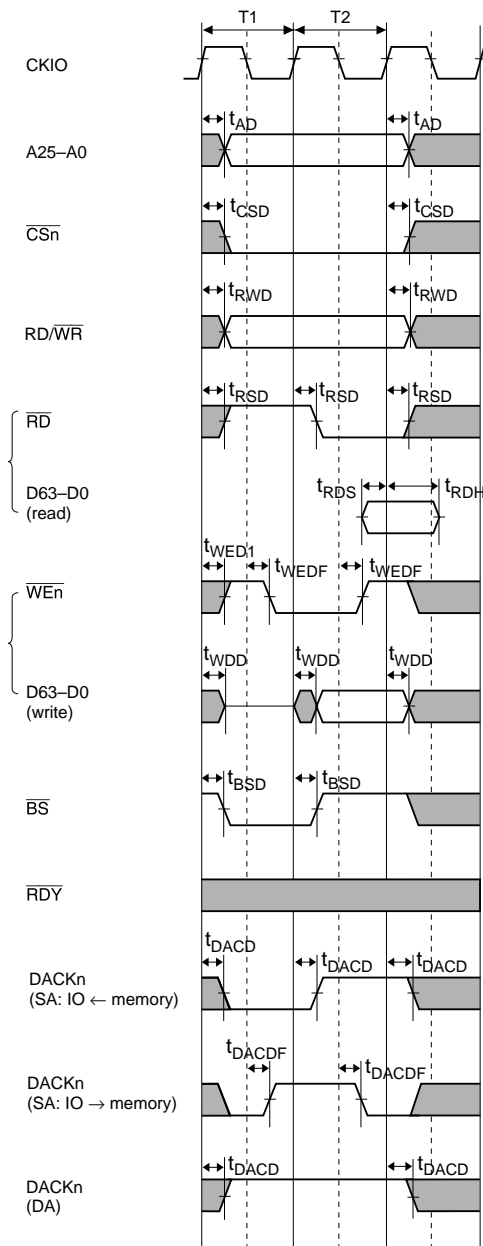 T1 T2
CKIO
tAD tAD
A25–A0
tCSD tCSD
CSn
tRWD tRWD
RD/WR
tRSD tRSD tRSD
RD
tRDS tRDH
D63–D0
(read)
tWED1 tWEDF tWEDF
WEn
tWDD tWDD tWDD
D63–D0
(write)
tBSD tBSD
BS
RDY
tDACD tDACD tDACD
DACKn
(SA: IO ← memory)
tDACDF tDACDF
DACKn
(SA: IO → memory)
tDACD tDACD
DACKn
(DA)